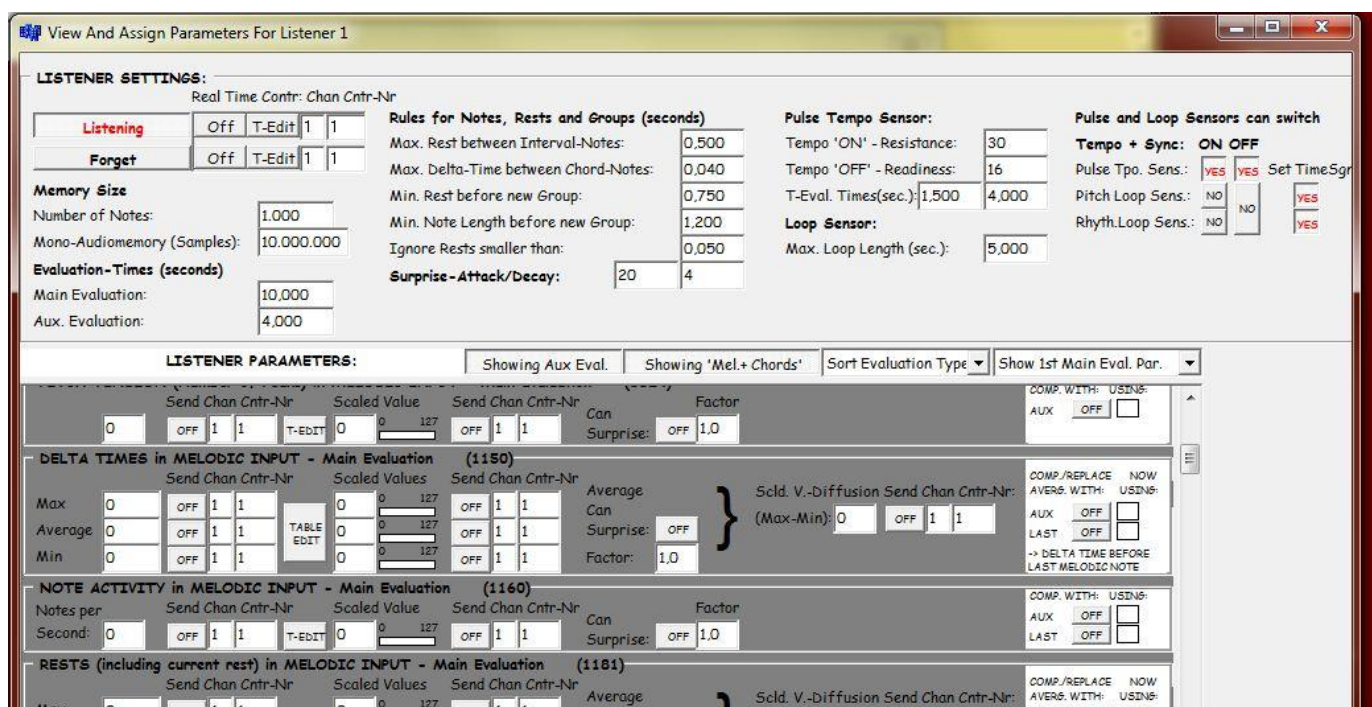 View And Assign Parameters For Listener 1
LISTENER SETTINGS:
Real Time Contr: Chan Cntr-Nr
Listening Off T-Edit 1 1
Forget Off T-Edit 1 1
Memory Size
Number of Notes: 1.000
Mono-Audiomemory (Samples): 10.000.000
Evaluation-Times (seconds)
Main Evaluation: 10,000
Aux. Evaluation: 4,000
Rules for Notes, Rests and Groups (seconds)
Max. Rest between Interval-Notes: 0,500
Max. Delta-Time between Chord-Notes: 0,040
Min. Rest before new Group: 0,750
Min. Note Length before new Group: 1,200
Ignore Rests smaller than: 0,050
Surprise-Attack/Decay: 20 4
Pulse Tempo Sensor:
Tempo 'ON' - Resistance: 30
Tempo 'OFF' - Readiness: 16
T-Eval. Times(sec.): 1,500 4,000
Loop Sensor:
Max. Loop Length (sec.): 5,000
Pulse and Loop Sensors can switch
Tempo + Sync: ON OFF
Pulse Tpo. Sens.: YES YES Set TimeSgr
Pitch Loop Sens.: NO NO YES
Rhyth.Loop Sens.: NO YES
LISTENER PARAMETERS: Showing Aux Eval. Showing 'Mel.+ Chords' Sort Evaluation Type Show 1st Main Eval. Par.
Send Chan Cntr-Nr Scaled Value Send Chan Cntr-Nr Can Factor COMP. WITH: USING:
0 OFF 1 1 T-EDIT 0 0 127 OFF 1 1 Surprise: OFF 1,0 AUX OFF
DELTA TIMES in MELODIC INPUT - Main Evaluation (1150)
Send Chan Cntr-Nr Scaled Values Send Chan Cntr-Nr
Max 0 OFF 1 1 0 0 127 OFF 1 1
Average 0 OFF 1 1 TABLE EDIT 0 0 127 OFF 1 1
Min 0 OFF 1 1 0 0 127 OFF 1 1
Average
Can
Surprise: OFF
Factor: 1,0
}
Scld. V.-Diffusion Send Chan Cntr-Nr:
(Max-Min): 0 OFF 1 1
COMP./REPLACE NOW
AVERG. WITH: USING:
AUX OFF
LAST OFF
-> DELTA TIME BEFORE
LAST MELODIC NOTE
NOTE ACTIVITY in MELODIC INPUT - Main Evaluation (1160)
Notes per Send Chan Cntr-Nr Scaled Value Send Chan Cntr-Nr Can Factor
Second: 0 OFF 1 1 T-EDIT 0 0 127 OFF 1 1 Surprise: OFF 1,0
COMP. WITH: USING:
AUX OFF
LAST OFF
RESTS (including current rest) in MELODIC INPUT - Main Evaluation (1181)
Send Chan Cntr-Nr Scaled Values Send Chan Cntr-Nr
Average
Scld. V.-Diffusion Send Chan Cntr-Nr:
COMP./REPLACE NOW
AVERG. WITH: USING: